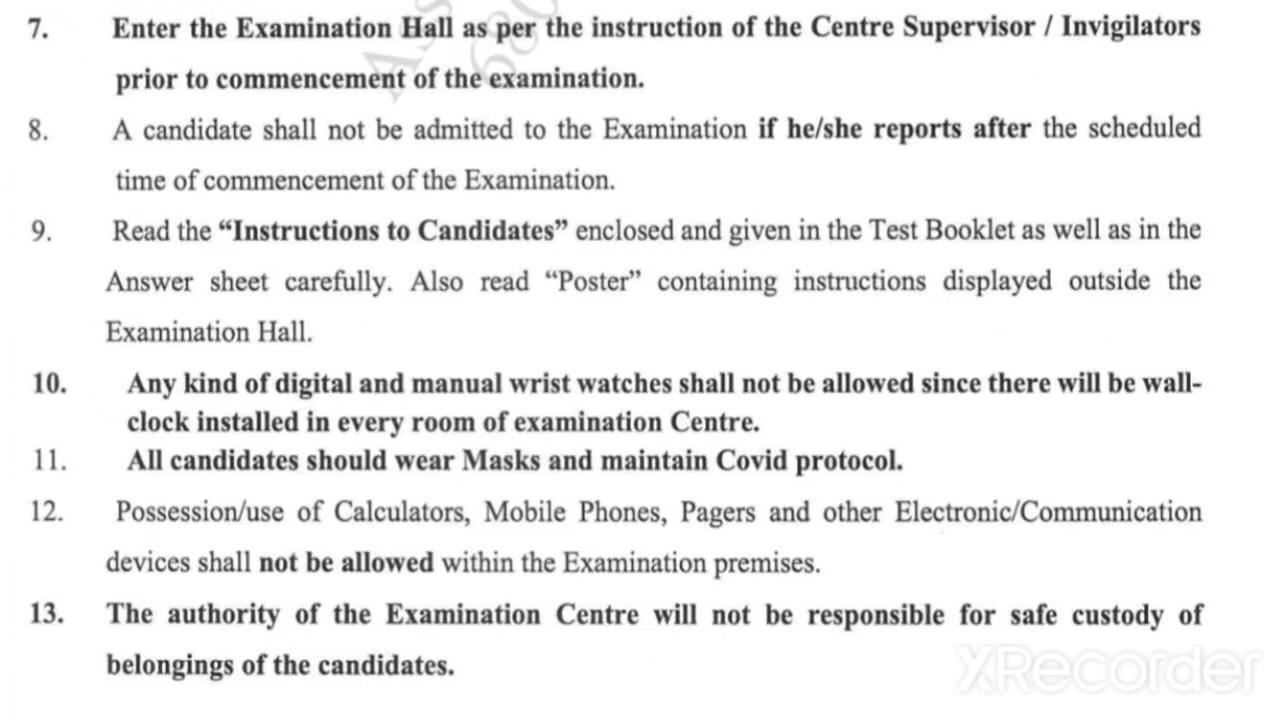 7. Enter the Examination Hall as per the instruction of the Centre Supervisor / Invigilators
prior to commencement of the examination.
8. A candidate shall not be admitted to the Examination if he/she reports after the scheduled
time of commencement of the Examination.
9. Read the “Instructions to Candidates” enclosed and given in the Test Booklet as well as in the
Answer sheet carefully. Also read “Poster” containing instructions displayed outside the
Examination Hall.
10. Any kind of digital and manual wrist watches shall not be allowed since there will be wall-
clock installed in every room of examination Centre.
11. All candidates should wear Masks and maintain Covid protocol.
12. Possession/use of Calculators, Mobile Phones, Pagers and other Electronic/Communication
devices shall not be allowed within the Examination premises.
13. The authority of the Examination Centre will not be responsible for safe custody of
belongings of the candidates.
XRecorder